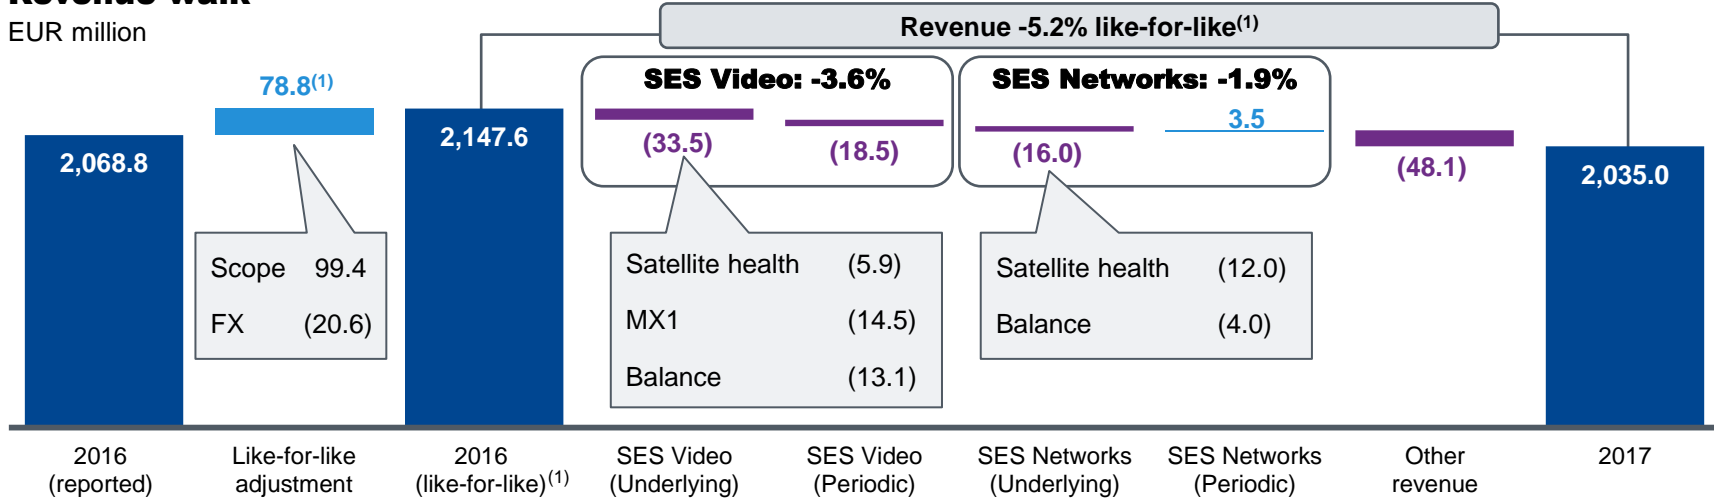 EUR million
Revenue -5.2% like-for-like(1)
78.8(1)
SES Video: -3.6%
SES Networks: -1.9%
2,068.8
2,147.6
(33.5)
(18.5)
(16.0)
3.5
(48.1)
2,035.0
Scope 99.4
FX (20.6)
Satellite health (5.9)
MX1 (14.5)
Balance (13.1)
Satellite health (12.0)
Balance (4.0)
2016
(reported)
Like-for-like
adjustment
2016
(like-for-like)(1)
SES Video
(Underlying)
SES Video
(Periodic)
SES Networks
(Underlying)
SES Networks
(Periodic)
Other
revenue
2017